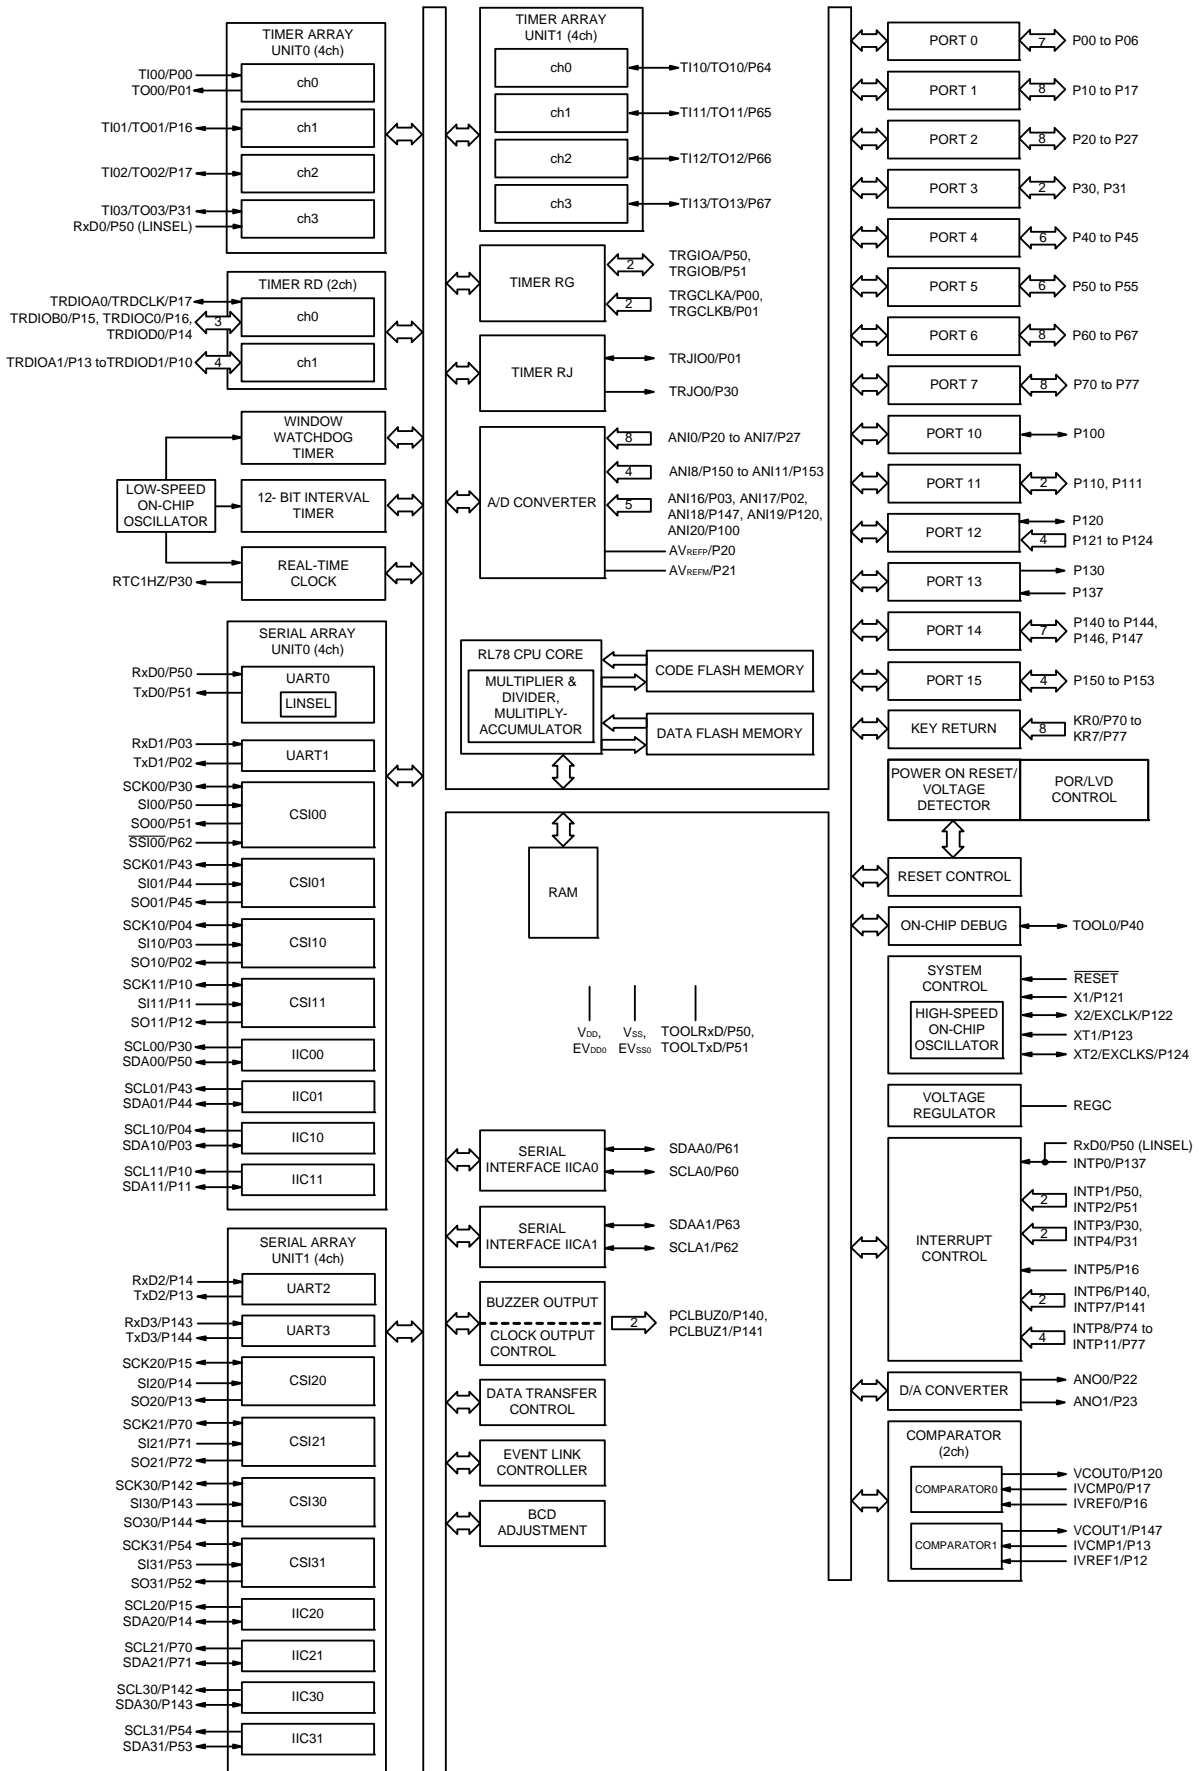 TIMER ARRAY
UNIT0 (4ch)
TI00/P00
TO00/P01
ch0
TI01/TO01/P16
ch1
TI02/TO02/P17
ch2
TI03/TO03/P31
RxD0/P50 (LINSEL)
ch3
TIMER RD (2ch)
TRDIOA0/TRDCLK/P17
TRDIOB0/P15, TRDIOC0/P16,
TRDIOD0/P14
3
ch0
TRDIOA1/P13 toTRDIOD1/P10
4
ch1
WINDOW
WATCHDOG
TIMER
LOW-SPEED
ON-CHIP
OSCILLATOR
12- BIT INTERVAL
TIMER
RTC1HZ/P30
REAL-TIME
CLOCK
SERIAL ARRAY
UNIT0 (4ch)
RxD0/P50
TxD0/P51
UART0
LINSEL
RxD1/P03
TxD1/P02
UART1
SCK00/P30
SI00/P50
SO00/P51
SSI00/P62
CSI00
SCK01/P43
SI01/P44
SO01/P45
CSI01
SCK10/P04
SI10/P03
SO10/P02
CSI10
SCK11/P10
SI11/P11
SO11/P12
CSI11
SCL00/P30
SDA00/P50
IIC00
SCL01/P43
SDA01/P44
IIC01
SCL10/P04
SDA10/P03
IIC10
SCL11/P10
SDA11/P11
IIC11
SERIAL ARRAY
UNIT1 (4ch)
RxD2/P14
TxD2/P13
UART2
RxD3/P143
TxD3/P144
UART3
SCK20/P15
SI20/P14
SO20/P13
CSI20
SCK21/P70
SI21/P71
SO21/P72
CSI21
SCK30/P142
SI30/P143
SO30/P144
CSI30
SCK31/P54
SI31/P53
SO31/P52
CSI31
SCL20/P15
SDA20/P14
IIC20
SCL21/P70
SDA21/P71
IIC21
SCL30/P142
SDA30/P143
IIC30
SCL31/P54
SDA31/P53
IIC31
TIMER ARRAY
UNIT1 (4ch)
ch0
TI10/TO10/P64
ch1
TI11/TO11/P65
ch2
TI12/TO12/P66
ch3
TI13/TO13/P67
TIMER RG
2
TRGIOA/P50,
TRGIOB/P51
2
TRGCLKA/P00,
TRGCLKB/P01
TIMER RJ
TRJIO0/P01
TRJO0/P30
A/D CONVERTER
8
ANI0/P20 to ANI7/P27
4
ANI8/P150 to ANI11/P153
5
ANI16/P03, ANI17/P02,
ANI18/P147, ANI19/P120,
ANI20/P100
AVREFP/P20
AVREFM/P21
RL78 CPU CORE
MULTIPLIER &
DIVIDER,
MULITIPLY-
ACCUMULATOR
CODE FLASH MEMORY
DATA FLASH MEMORY
RAM
VDD,
EVDD0
VSS,
EVSS0
TOOLRxD/P50,
TOOLTxD/P51
SERIAL
INTERFACE IICA0
SDAA0/P61
SCLA0/P60
SERIAL
INTERFACE IICA1
SDAA1/P63
SCLA1/P62
BUZZER OUTPUT
CLOCK OUTPUT
CONTROL
2
PCLBUZ0/P140,
PCLBUZ1/P141
DATA TRANSFER
CONTROL
EVENT LINK
CONTROLLER
BCD
ADJUSTMENT
PORT 0
7
P00 to P06
PORT 1
8
P10 to P17
PORT 2
8
P20 to P27
PORT 3
2
P30, P31
PORT 4
6
P40 to P45
PORT 5
6
P50 to P55
PORT 6
8
P60 to P67
PORT 7
8
P70 to P77
PORT 10
P100
PORT 11
2
P110, P111
PORT 12
P120
4
P121 to P124
PORT 13
P130
P137
PORT 14
7
P140 to P144,
P146, P147
PORT 15
4
P150 to P153
KEY RETURN
8
KR0/P70 to
KR7/P77
POWER ON RESET/
VOLTAGE
DETECTOR
POR/LVD
CONTROL
RESET CONTROL
ON-CHIP DEBUG
TOOL0/P40
SYSTEM
CONTROL
HIGH-SPEED
ON-CHIP
OSCILLATOR
RESET
X1/P121
X2/EXCLK/P122
XT1/P123
XT2/EXCLKS/P124
VOLTAGE
REGULATOR
REGC
INTERRUPT
CONTROL
RxD0/P50 (LINSEL)
INTP0/P137
2
INTP1/P50,
INTP2/P51
2
INTP3/P30,
INTP4/P31
INTP5/P16
2
INTP6/P140,
INTP7/P141
4
INTP8/P74 to
INTP11/P77
D/A CONVERTER
ANO0/P22
ANO1/P23
COMPARATOR
(2ch)
COMPARATOR0
VCOUT0/P120
IVCMP0/P17
IVREF0/P16
COMPARATOR1
VCOUT1/P147
IVCMP1/P13
IVREF1/P12